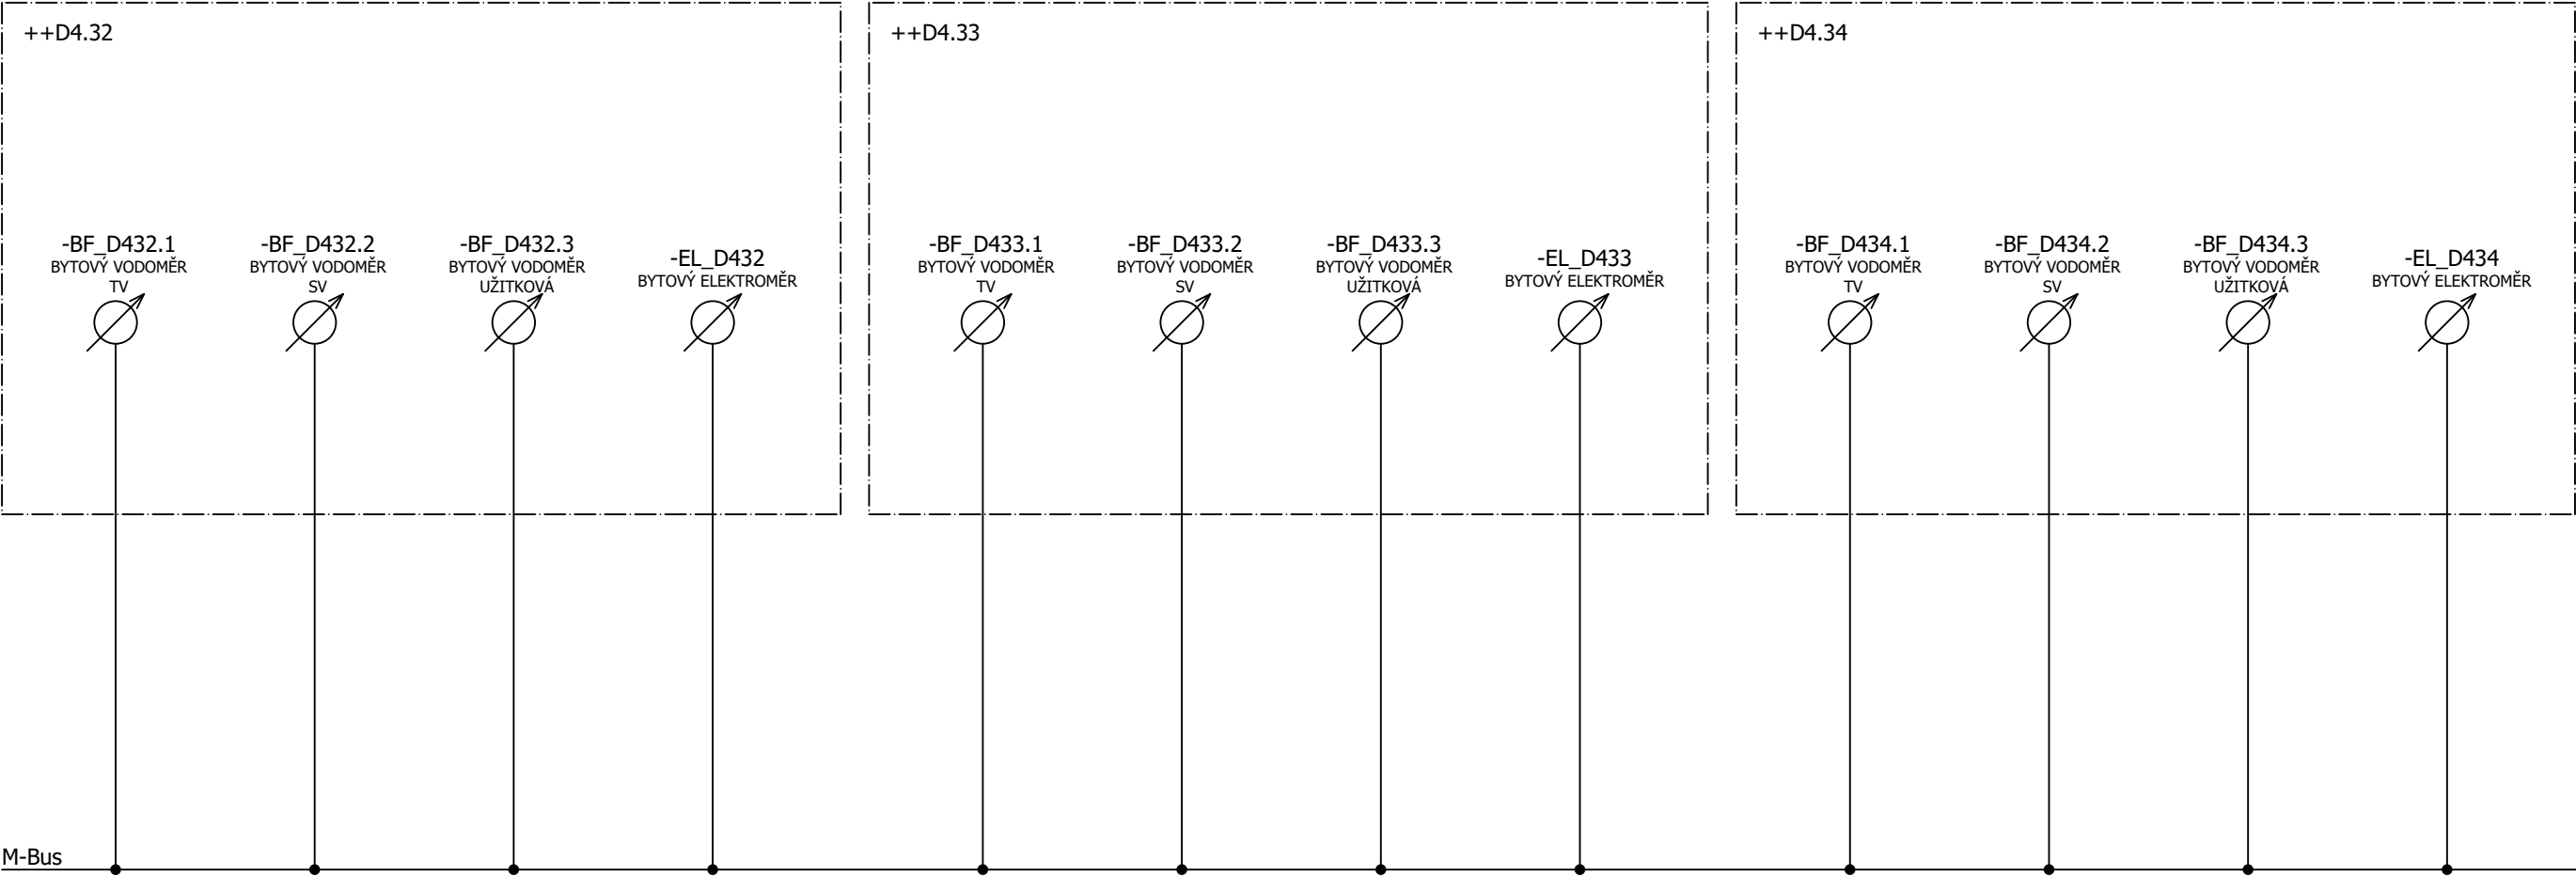 ++D4.32
++D4.33
++D4.34
-BF_D432.1
BYTOVÝ VODOMĚR
TV
-BF_D432.2
BYTOVÝ VODOMĚR
SV
-BF_D432.3
BYTOVÝ VODOMĚR
UŽITKOVÁ
-EL_D432
BYTOVÝ ELEKTROMĚR
-BF_D433.1
BYTOVÝ VODOMĚR
TV
-BF_D433.2
BYTOVÝ VODOMĚR
SV
-BF_D433.3
BYTOVÝ VODOMĚR
UŽITKOVÁ
-EL_D433
BYTOVÝ ELEKTROMĚR
-BF_D434.1
BYTOVÝ VODOMĚR
TV
-BF_D434.2
BYTOVÝ VODOMĚR
SV
-BF_D434.3
BYTOVÝ VODOMĚR
UŽITKOVÁ
-EL_D434
BYTOVÝ ELEKTROMĚR
M-Bus